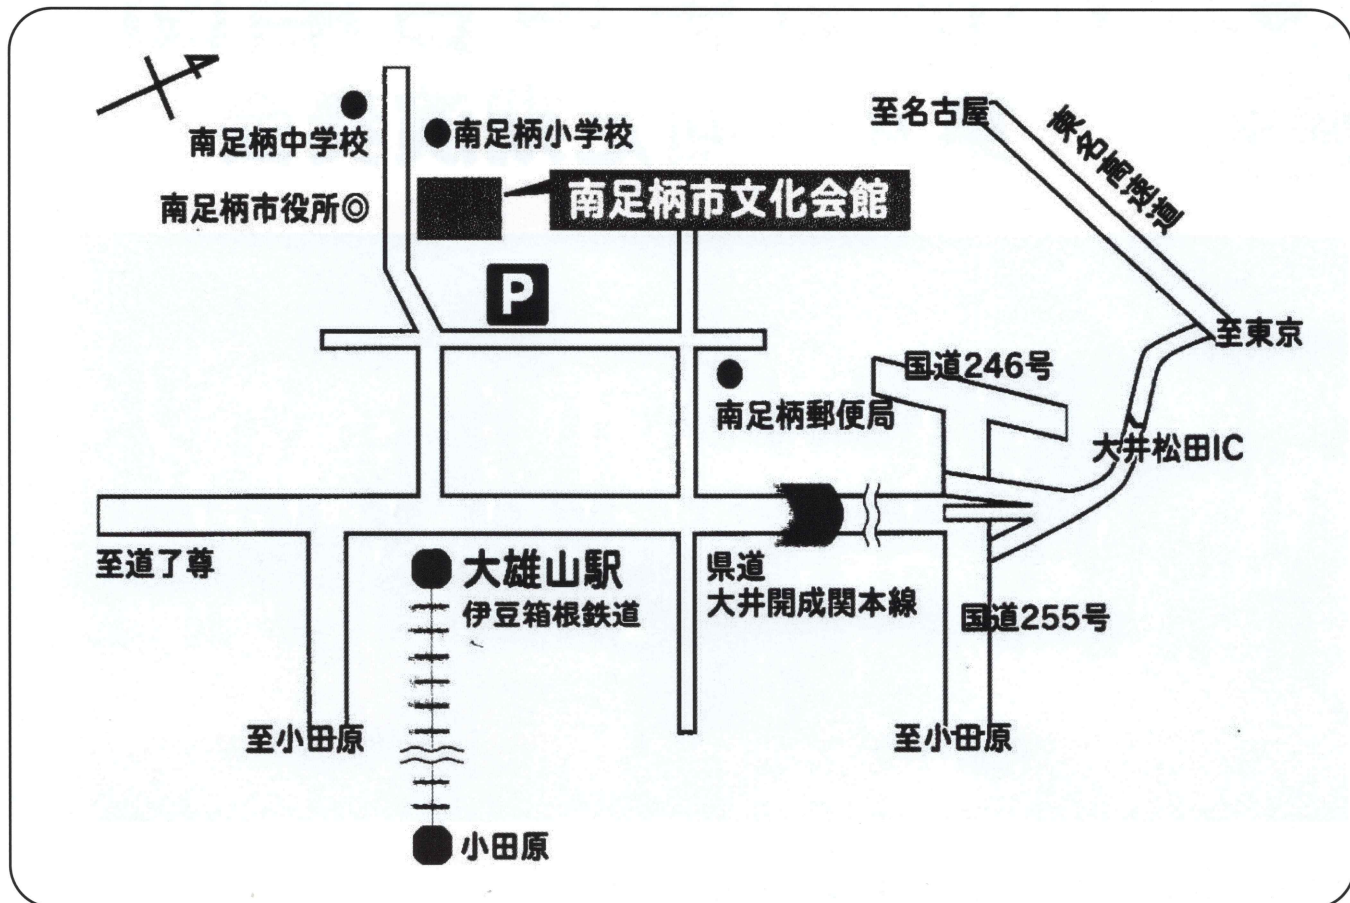 南足柄中学校
南足柄小学校
南足柄市役所◎
南足柄市文化会館
P
至名古屋
東名高速道
至東京
国道246号
南足柄郵便局
大井松田IC
至道了尊
大雄山駅
伊豆箱根鉄道
県道
大井開成関本線
国道255号
至小田原
至小田原
小田原